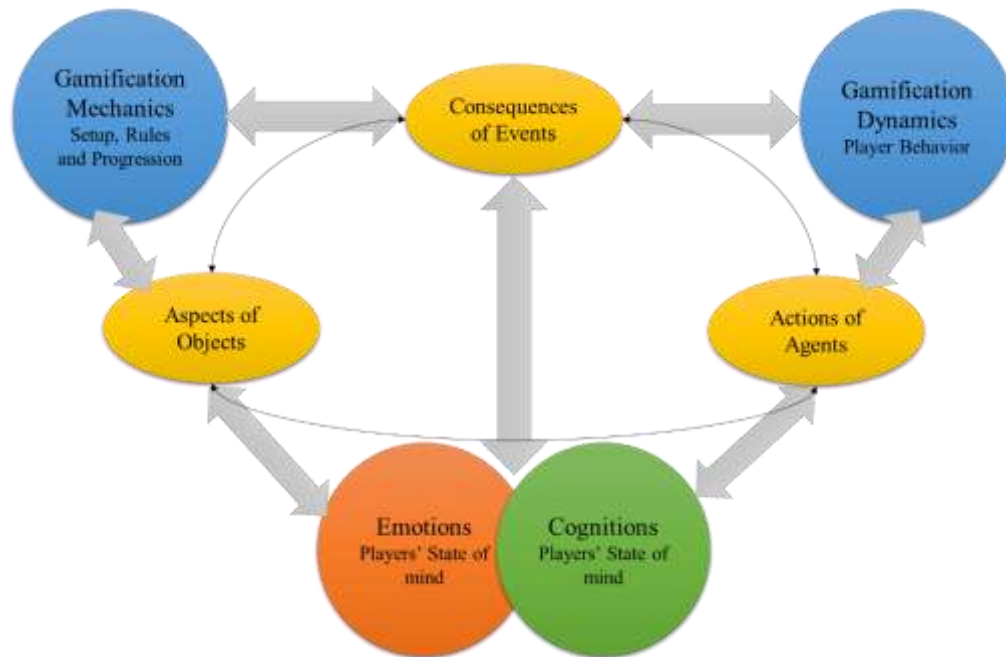 Gamification
Mechanics
Setup, Rules
and Progression
Consequences
of Events
Gamification
Dynamics
Player Behavior
Aspects of
Objects
Actions of
Agents
Emotions
Players' State of
mind
Cognitions
Players' State of
mind